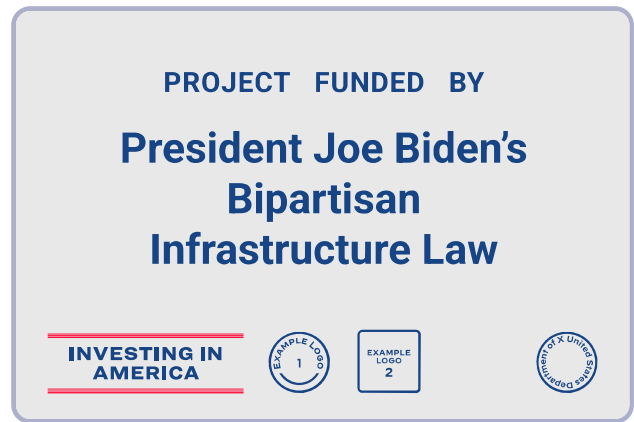 PROJECT FUNDED BY
President Joe Biden's
Bipartisan
Infrastructure Law
INVESTING IN
AMERICA
EXAMPLE LOGO
1
EXAMPLE
LOGO
2
Department of X United States